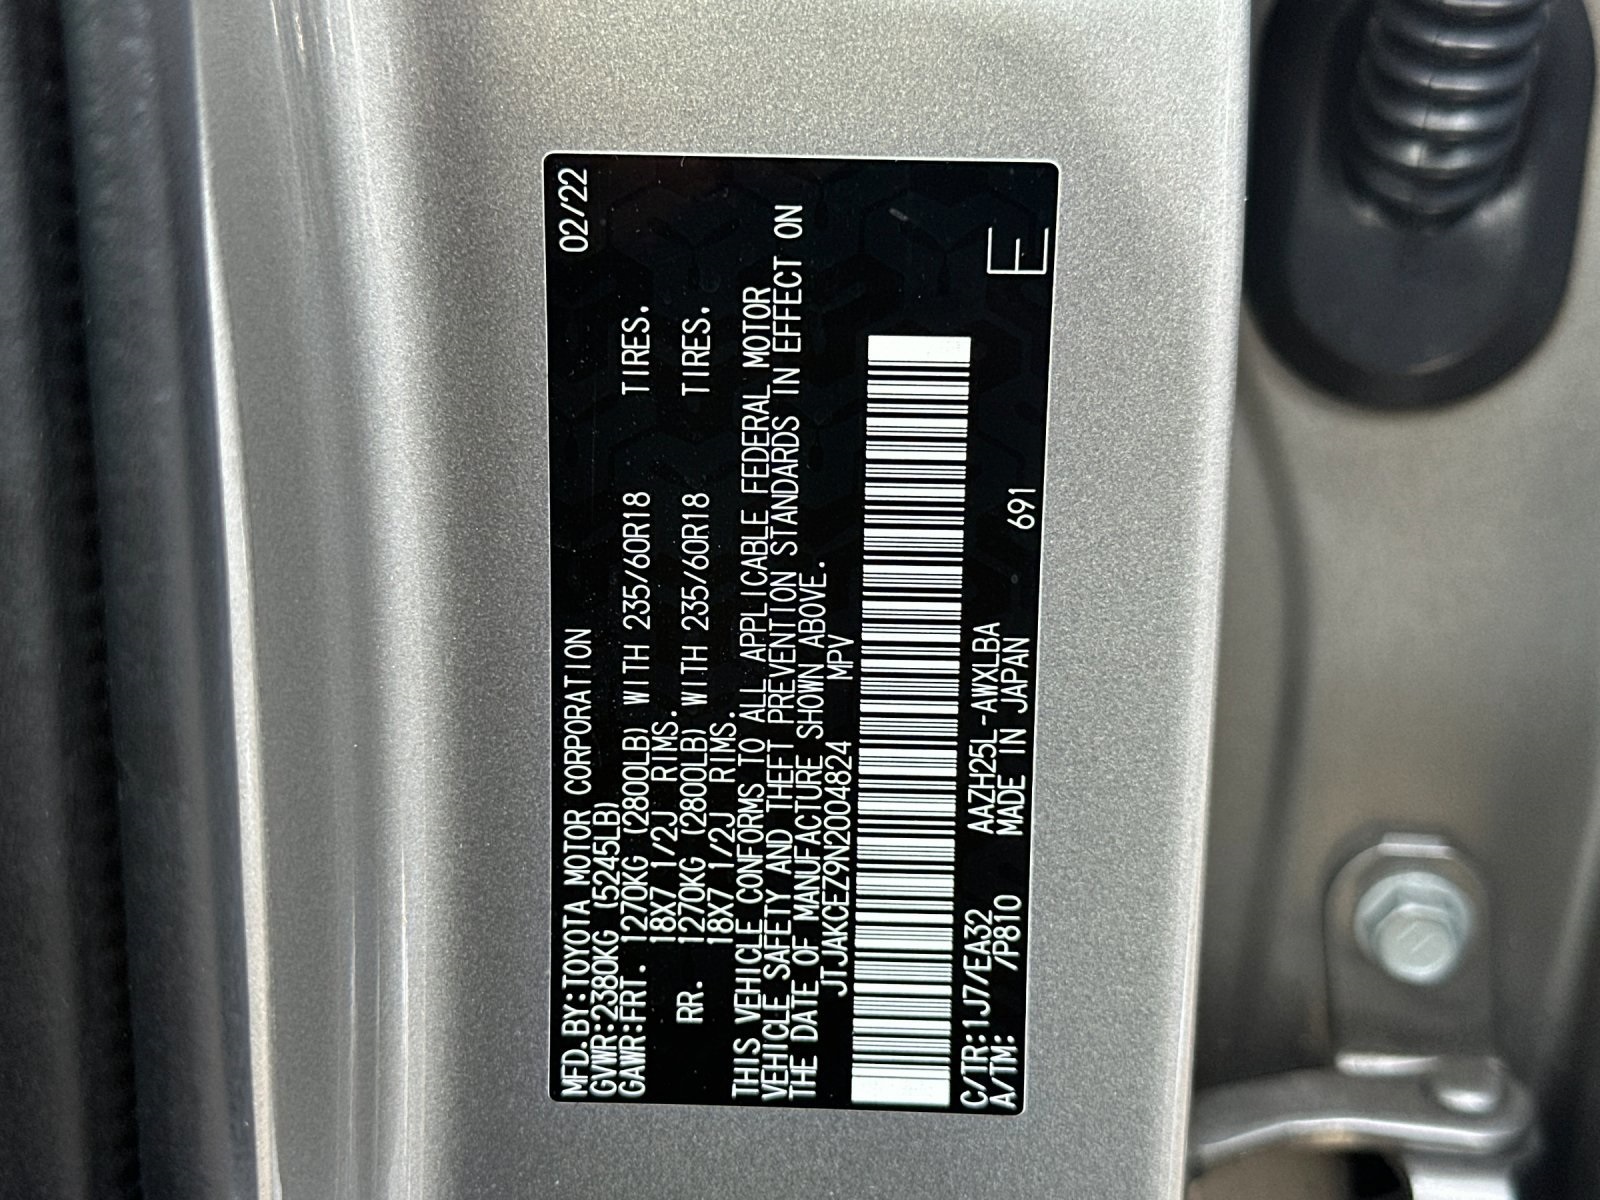 MFD.BY:TOYOTA MOTOR CORPORATION 02/22
GVWR:2380KG (5245LB)
GAWR:FRT. 1270KG (2800LB) WITH 235/60R18 TIRES.
18X7 1/2J RIMS.
RR. 1270KG (2800LB) WITH 235/60R18 TIRES.
18X7 1/2J RIMS.
THIS VEHICLE CONFORMS TO ALL APPLICABLE FEDERAL MOTOR
VEHICLE SAFETY AND THEFT PREVENTION STANDARDS IN EFFECT ON
THE DATE OF MANUFACTURE SHOWN ABOVE.
JTJAKCEZ9N2004824 MPV
C/TR:1J7/EA32 AAZH25L-AWXLBA
A/TM: /P810 MADE IN JAPAN 691 E